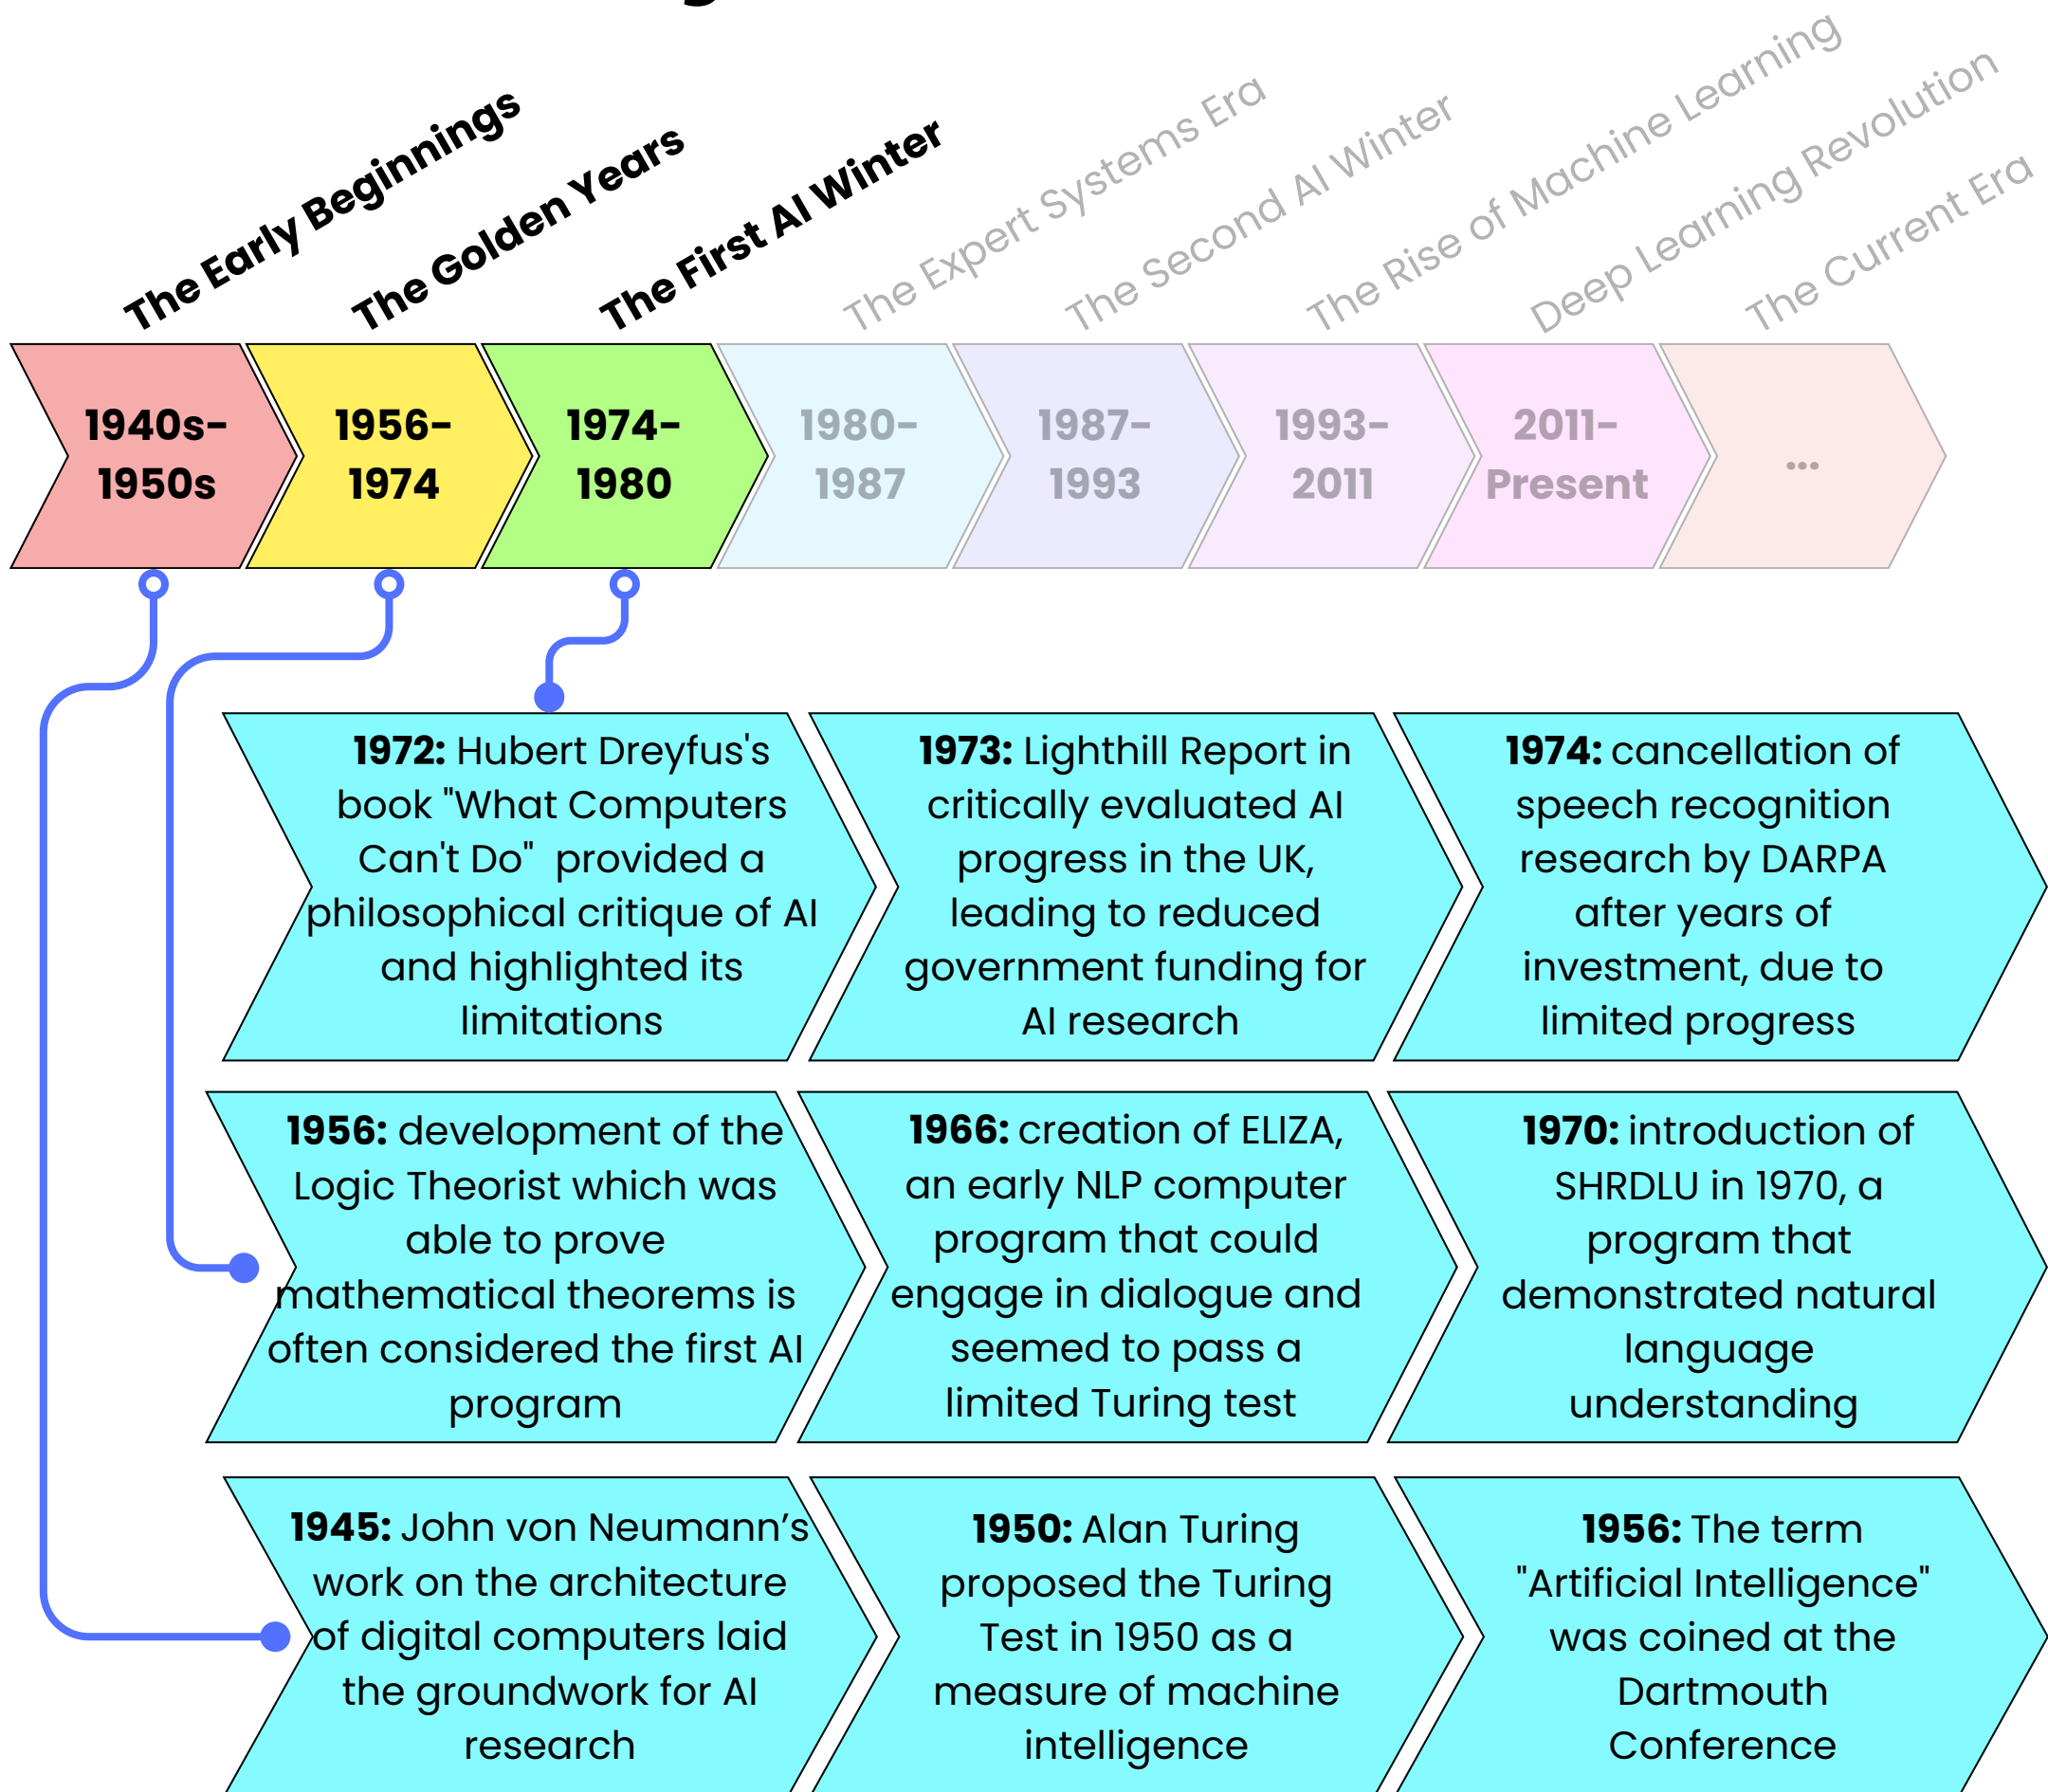 The Early Beginnings
The Golden Years
The First AI Winter
The Expert Systems Era
The Second AI Winter
The Rise of Machine Learning
Deep Learning Revolution
The Current Era
1940s-
1950s
1956-
1974
1974-
1980
1980-
1987
1987-
1993
1993-
2011
2011-
Present
...
1972: Hubert Dreyfus's
book "What Computers
Can't Do"  provided a
philosophical critique of AI
and highlighted its
limitations
1973: Lighthill Report in
critically evaluated AI
progress in the UK,
leading to reduced
government funding for
AI research
1974: cancellation of
speech recognition
research by DARPA
after years of
investment, due to
limited progress
1956: development of the
Logic Theorist which was
able to prove
mathematical theorems is
often considered the first AI
program
1966: creation of ELIZA,
an early NLP computer
program that could
engage in dialogue and
seemed to pass a
limited Turing test
1970: introduction of
SHRDLU in 1970, a
program that
demonstrated natural
language
understanding
1945: John von Neumann’s
work on the architecture
of digital computers laid
the groundwork for AI
research
1950: Alan Turing
proposed the Turing
Test in 1950 as a
measure of machine
intelligence
1956: The term
"Artificial Intelligence"
was coined at the
Dartmouth
Conference